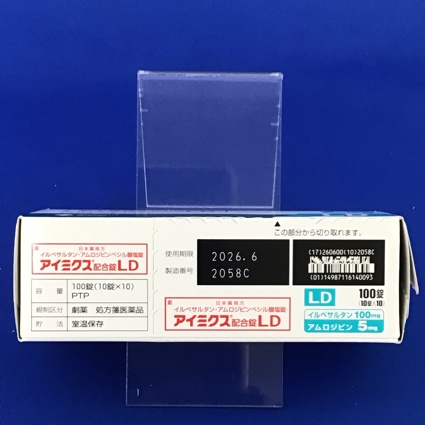 ▲
この部分から切り取れます。
日本薬局方
イルベサルタン・アムロジピンベシル酸塩錠
アイミクス®配合錠LD
容量 100錠(10錠×10)
PTP
規制区分 劇薬 処方箋医薬品
貯法 室温保存
使用期限 2026.6
製造番号 2058C
日本薬局方
イルベサルタン・アムロジピンベシル酸塩錠
アイミクス®配合錠LD
(17)260600(10)2058C
(01)14987116140093
LD 100錠
(10錠×10)
イルベサルタン 100mg
アムロジピン 5mg